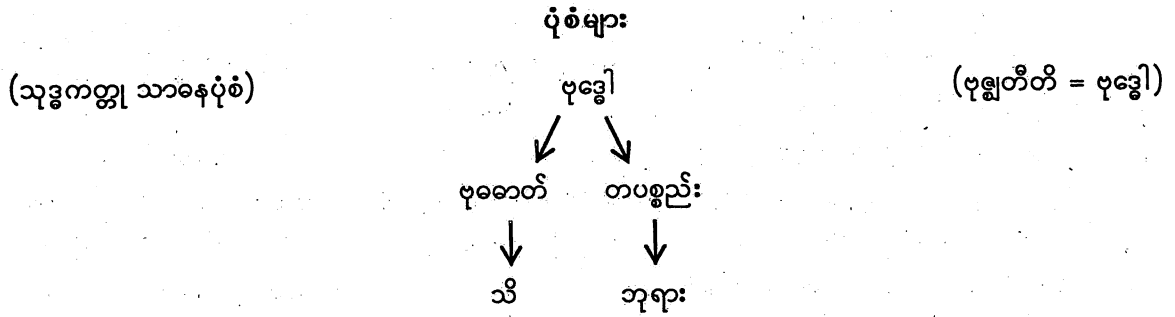 ပုံစံများ
(သုဒ္ဓကတ္တု သာဓနပုံစံ) ဗုဒ္ဓေါ (ဗုဇ္ဈတီတိ = ဗုဒ္ဓေါ)
ဗုဓဓာတ် တပစ္စည်း
သိ ဘုရား